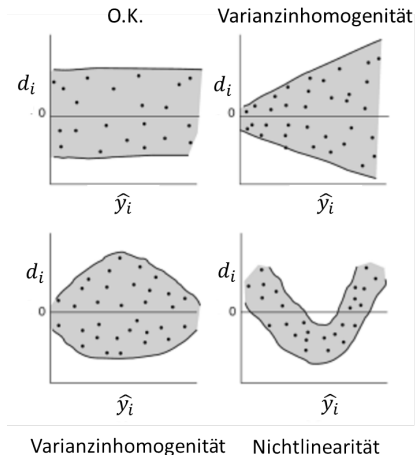 O.K.
Varianzinhomogenität
d_i
0
ŷ_i
d_i
0
ŷ_i
d_i
0
ŷ_i
d_i
0
ŷ_i
Varianzinhomogenität
Nichtlinearität